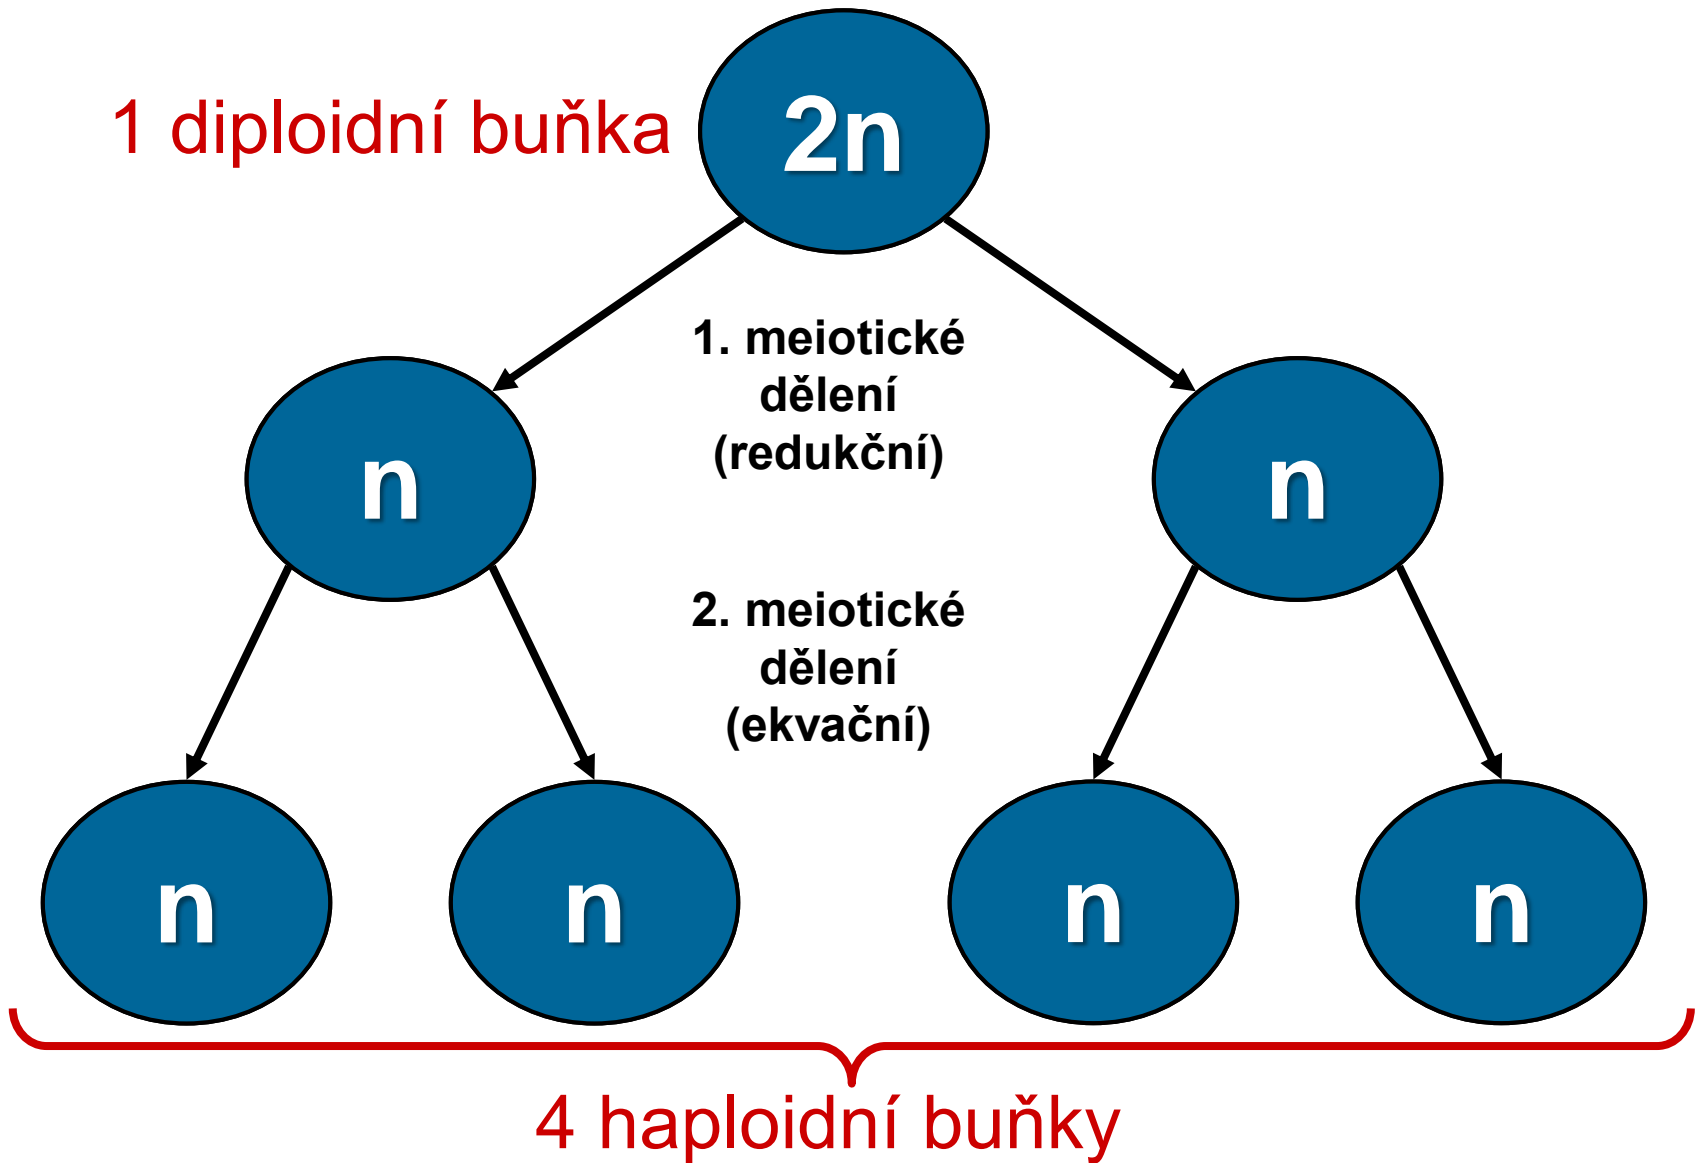 1 diploidní buňka
2n
1. meiotické
dělení
(redukční)
n
n
2. meiotické
dělení
(ekvační)
n
n
n
n
4 haploidní buňky